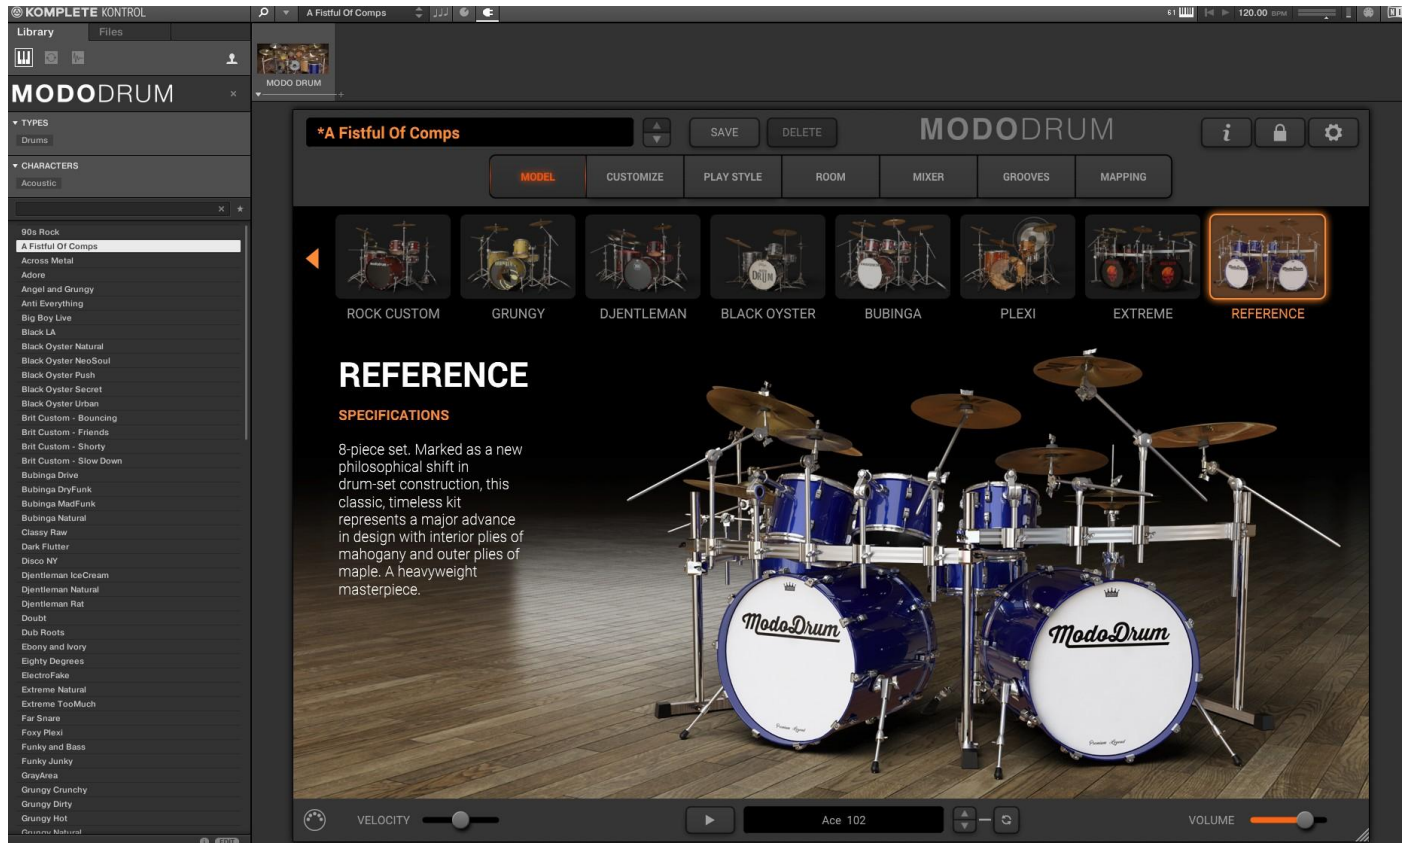 KOMPLETE KONTROL
A Fistful Of Comps
61
120.00 BPM
Library
Files
MODODRUM
TYPES
Drums
CHARACTERS
Acoustic
90s Rock
A Fistful Of Comps
Across Metal
Adore
Angel and Grungy
Anti Everything
Big Boy Live
Black LA
Black Oyster Natural
Black Oyster NeoSoul
Black Oyster Push
Black Oyster Secret
Black Oyster Urban
Brit Custom - Bouncing
Brit Custom - Friends
Brit Custom - Shorty
Brit Custom - Slow Down
Bubinga Drive
Bubinga DryFunk
Bubinga MadFunk
Bubinga Natural
Classy Raw
Dark Flutter
Disco NY
Djentleman IceCream
Djentleman Natural
Djentleman Rat
Doubt
Dub Roots
Ebony and Ivory
Eighty Degrees
ElectroFake
Extreme Natural
Extreme TooMuch
Far Snare
Foxy Plexi
Funky and Bass
Funky Junky
GrayArea
Grungy Crunchy
Grungy Dirty
Grungy Hot
Grungy Natural
EDIT
MODO DRUM
*A Fistful Of Comps
SAVE
DELETE
MODODRUM
i
MODEL
CUSTOMIZE
PLAY STYLE
ROOM
MIXER
GROOVES
MAPPING
ROCK CUSTOM
GRUNGY
DJENTLEMAN
BLACK OYSTER
BUBINGA
PLEXI
EXTREME
REFERENCE
REFERENCE
SPECIFICATIONS
8-piece set. Marked as a new
philosophical shift in
drum-set construction, this
classic, timeless kit
represents a major advance
in design with interior plies of
mahogany and outer plies of
maple. A heavyweight
masterpiece.
ModoDrum
ModoDrum
VELOCITY
Ace 102
VOLUME